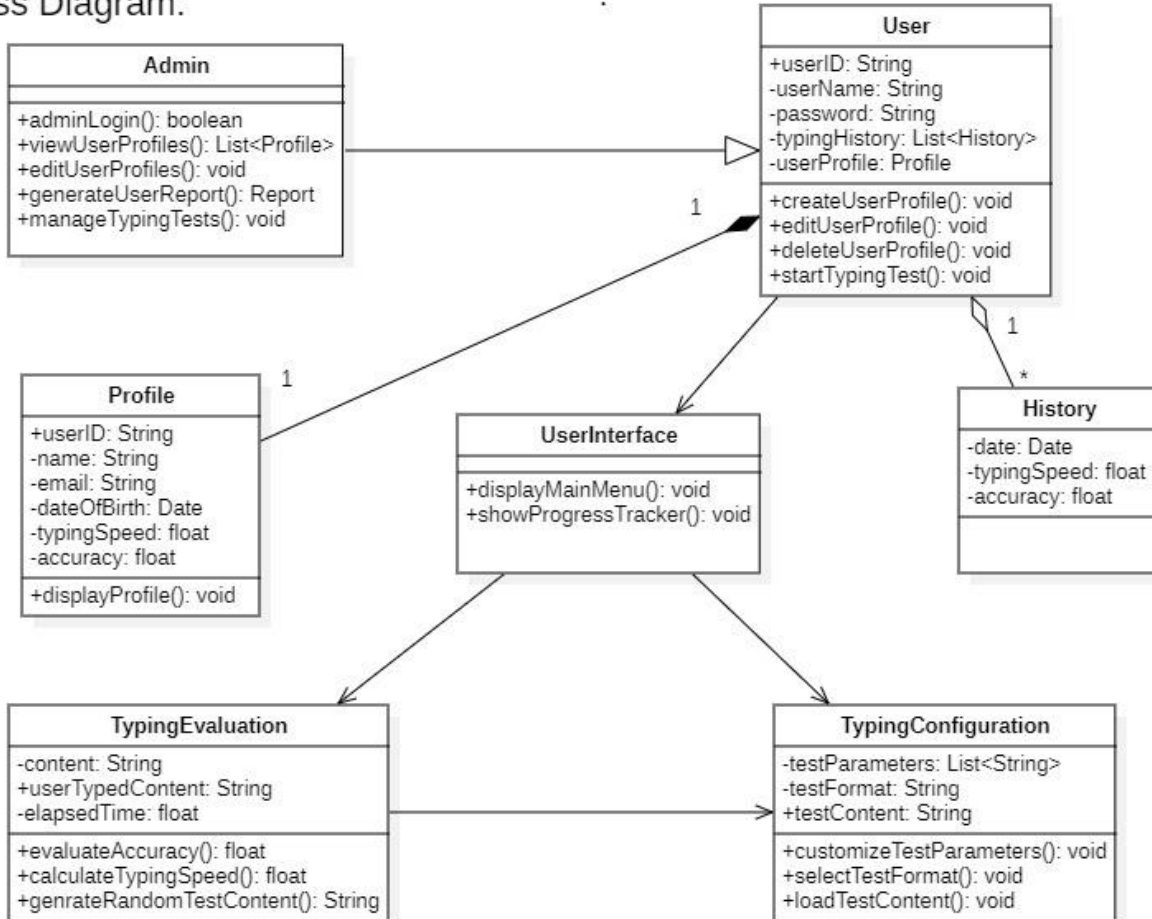 ss Diagram:
Admin
+adminLogin(): boolean
+viewUserProfiles(): List<Profile>
+editUserProfiles(): void
+generateUserReport(): Report
+manageTypingTests(): void
User
+userID: String
-userName: String
-password: String
-typingHistory: List<History>
-userProfile: Profile
+createUserProfile(): void
+editUserProfile(): void
+deleteUserProfile(): void
+startTypingTest(): void
1
1
1
*
Profile
+userID: String
-name: String
-email: String
-dateOfBirth: Date
-typingSpeed: float
-accuracy: float
+displayProfile(): void
UserInterface
+displayMainMenu(): void
+showProgressTracker(): void
History
-date: Date
-typingSpeed: float
-accuracy: float
TypingEvaluation
-content: String
+userTypedContent: String
-elapsedTime: float
+evaluateAccuracy(): float
+calculateTypingSpeed(): float
+genrateRandomTestContent(): String
TypingConfiguration
-testParameters: List<String>
-testFormat: String
+testContent: String
+customizeTestParameters(): void
+selectTestFormat(): void
+loadTestContent(): void